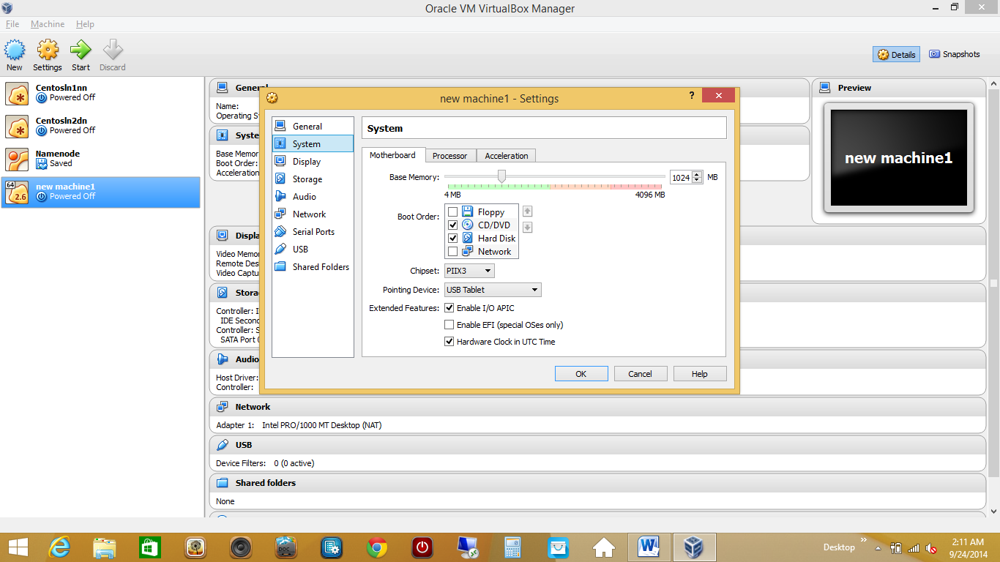 Oracle VM VirtualBox Manager
File Machine Help
New Settings Start Discard
Details Snapshots
Centosln1nn
Powered Off
Centosln2dn
Powered Off
Namenode
Saved
64
2.6
new machine1
Powered Off
General
Name:
Operating Sy
Syste
Base Memor
Boot Order:
Acceleration
Displa
Video Memo
Remote Des
Video Captu
Storag
Controller: I
IDE Second
Controller: S
SATA Port (
Audio
Host Driver:
Controller:
Network
Adapter 1: Intel PRO/1000 MT Desktop (NAT)
USB
Device Filters: 0 (0 active)
Shared folders
None
Preview
new machine1
new machine1 - Settings
?
General
System
Display
Storage
Audio
Network
Serial Ports
USB
Shared Folders
System
Motherboard Processor Acceleration
Base Memory: 1024 MB
4 MB 4096 MB
Boot Order: Floppy
CD/DVD
Hard Disk
Network
Chipset: PIIX3
Pointing Device: USB Tablet
Extended Features: Enable I/O APIC
Enable EFI (special OSes only)
Hardware Clock in UTC Time
OK Cancel Help
DOC
Desktop
2:11 AM
9/24/2014